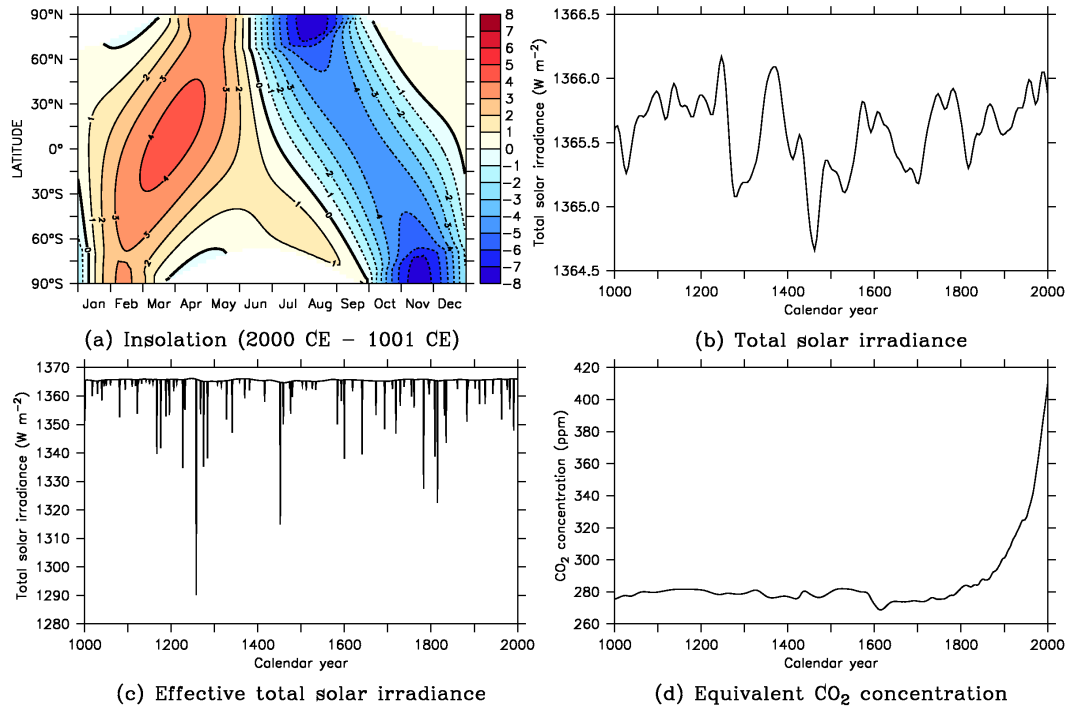 90°N
60°N
30°N
0°
30°S
60°S
90°S
LATITUDE
Jan Feb Mar Apr May Jun Jul Aug Sep Oct Nov Dec
8
7
6
5
4
3
2
1
0
-1
-2
-3
-4
-5
-6
-7
-8
(a) Insolation (2000 CE – 1001 CE)
1366.5
1366.0
1365.5
1365.0
1364.5
Total solar irradiance (W m-2)
1000 1200 1400 1600 1800 2000
Calendar year
(b) Total solar irradiance
1370
1360
1350
1340
1330
1320
1310
1300
1290
1280
Total solar irradiance (W m-2)
1000 1200 1400 1600 1800 2000
Calendar year
(c) Effective total solar irradiance
420
400
380
360
340
320
300
280
260
CO2 concentration (ppm)
1000 1200 1400 1600 1800 2000
Calendar year
(d) Equivalent CO2 concentration